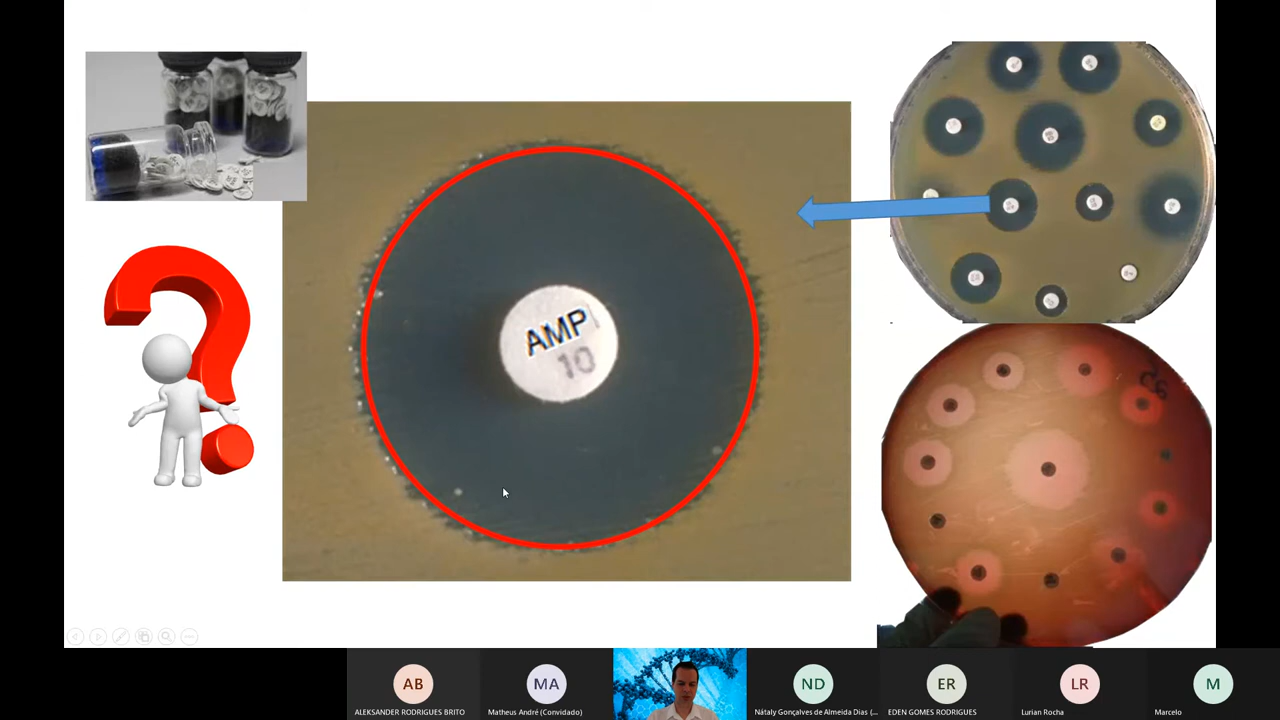 AMP
10
C6
AB
ALEKSANDER RODRIGUES BRITO
MA
Matheus André (Convidado)
ND
Nátaly Gonçalves de Almeida Dias (...
ER
EDEN GOMES RODRIGUES
LR
Lurian Rocha
M
Marcelo